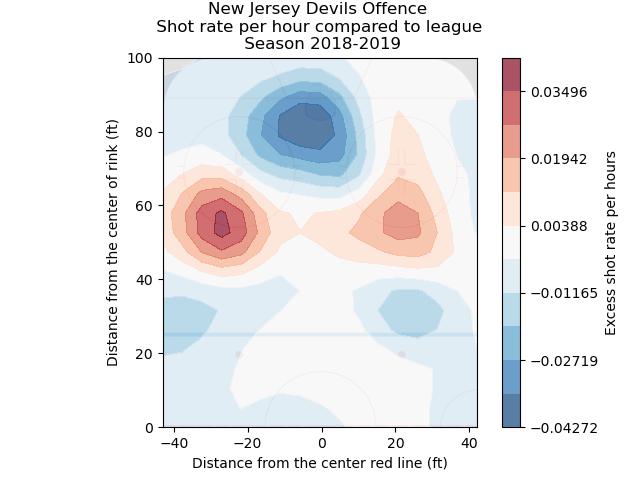 New Jersey Devils Offence
Shot rate per hour compared to league
Season 2018-2019
100
80
60
40
20
0
−40
−20
0
20
40
Distance from the center of rink (ft)
Distance from the center red line (ft)
0.03496
0.01942
0.00388
−0.01165
−0.02719
−0.04272
Excess shot rate per hours